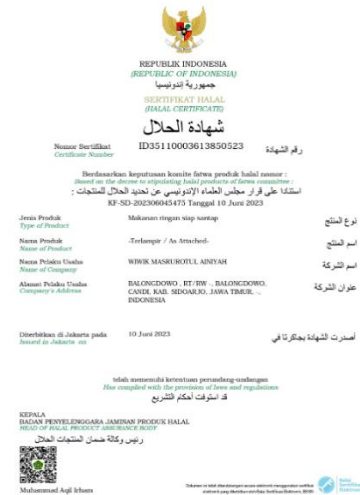 REPUBLIK INDONESIA
(REPUBLIC OF INDONESIA)
جمهورية إندونيسيا
SERTIFIKAT HALAL
(HALAL CERTIFICATE)
شهادة الحلال
Nomor Sertifikat ID35110003613850523 رقم الشهادة
Certificate Number
Berdasarkan keputusan komite fatwa produk halal nomor :
Based on the decree to stipulating halal products of fatwa committee :
استنادا على قرار مجلس العلماء الإندونيسي عن تحديد الحلال للمنتجات :
KF-SD-202306045475 Tanggal 10 Juni 2023
Jenis Produk Makanan ringan siap santap نوع المنتج
Type of Product
Nama Produk -Terlampir / As Attached- اسم المنتج
Name of Product
Nama Pelaku Usaha WIWIK MASRUROTUL AINIYAH اسم الشركة
Name of Company
Alamat Pelaku Usaha BALONGDOWO , RT/RW -, BALONGDOWO, عنوان الشركة
Company's Address CANDI, KAB. SIDOARJO, JAWA TIMUR, -,
INDONESIA
Diterbitkan di Jakarta pada 10 Juni 2023 أصدرت الشهادة بجاكرتا في
Issued in Jakarta on
telah memenuhi ketentuan perundang-undangan
Has complied with the provision of laws and regulations
قد استوفت أحكام التشريع
KEPALA
BADAN PENYELENGGARA JAMINAN PRODUK HALAL
HEAD OF HALAL PRODUCT ASSURANCE BODY
رئيس وكالة ضمان المنتجات الحلال
Muhammad Aqil Irham
Balai
Sertifikasi
Elektronik